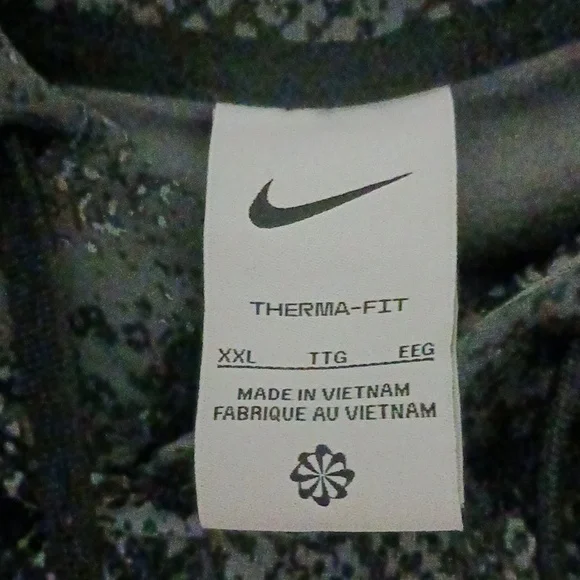 THERMA-FIT
XXL TTG EEG
MADE IN VIETNAM
FABRIQUE AU VIETNAM